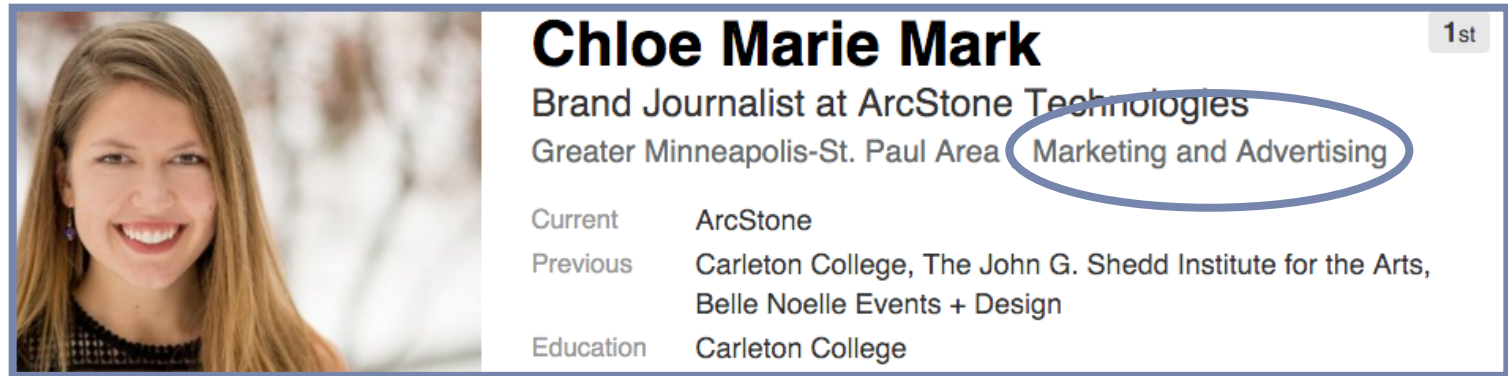 Chloe Marie Mark
1st
Brand Journalist at ArcStone Technologies
Greater Minneapolis-St. Paul Area Marketing and Advertising
Current ArcStone
Previous Carleton College, The John G. Shedd Institute for the Arts,
Belle Noelle Events + Design
Education Carleton College